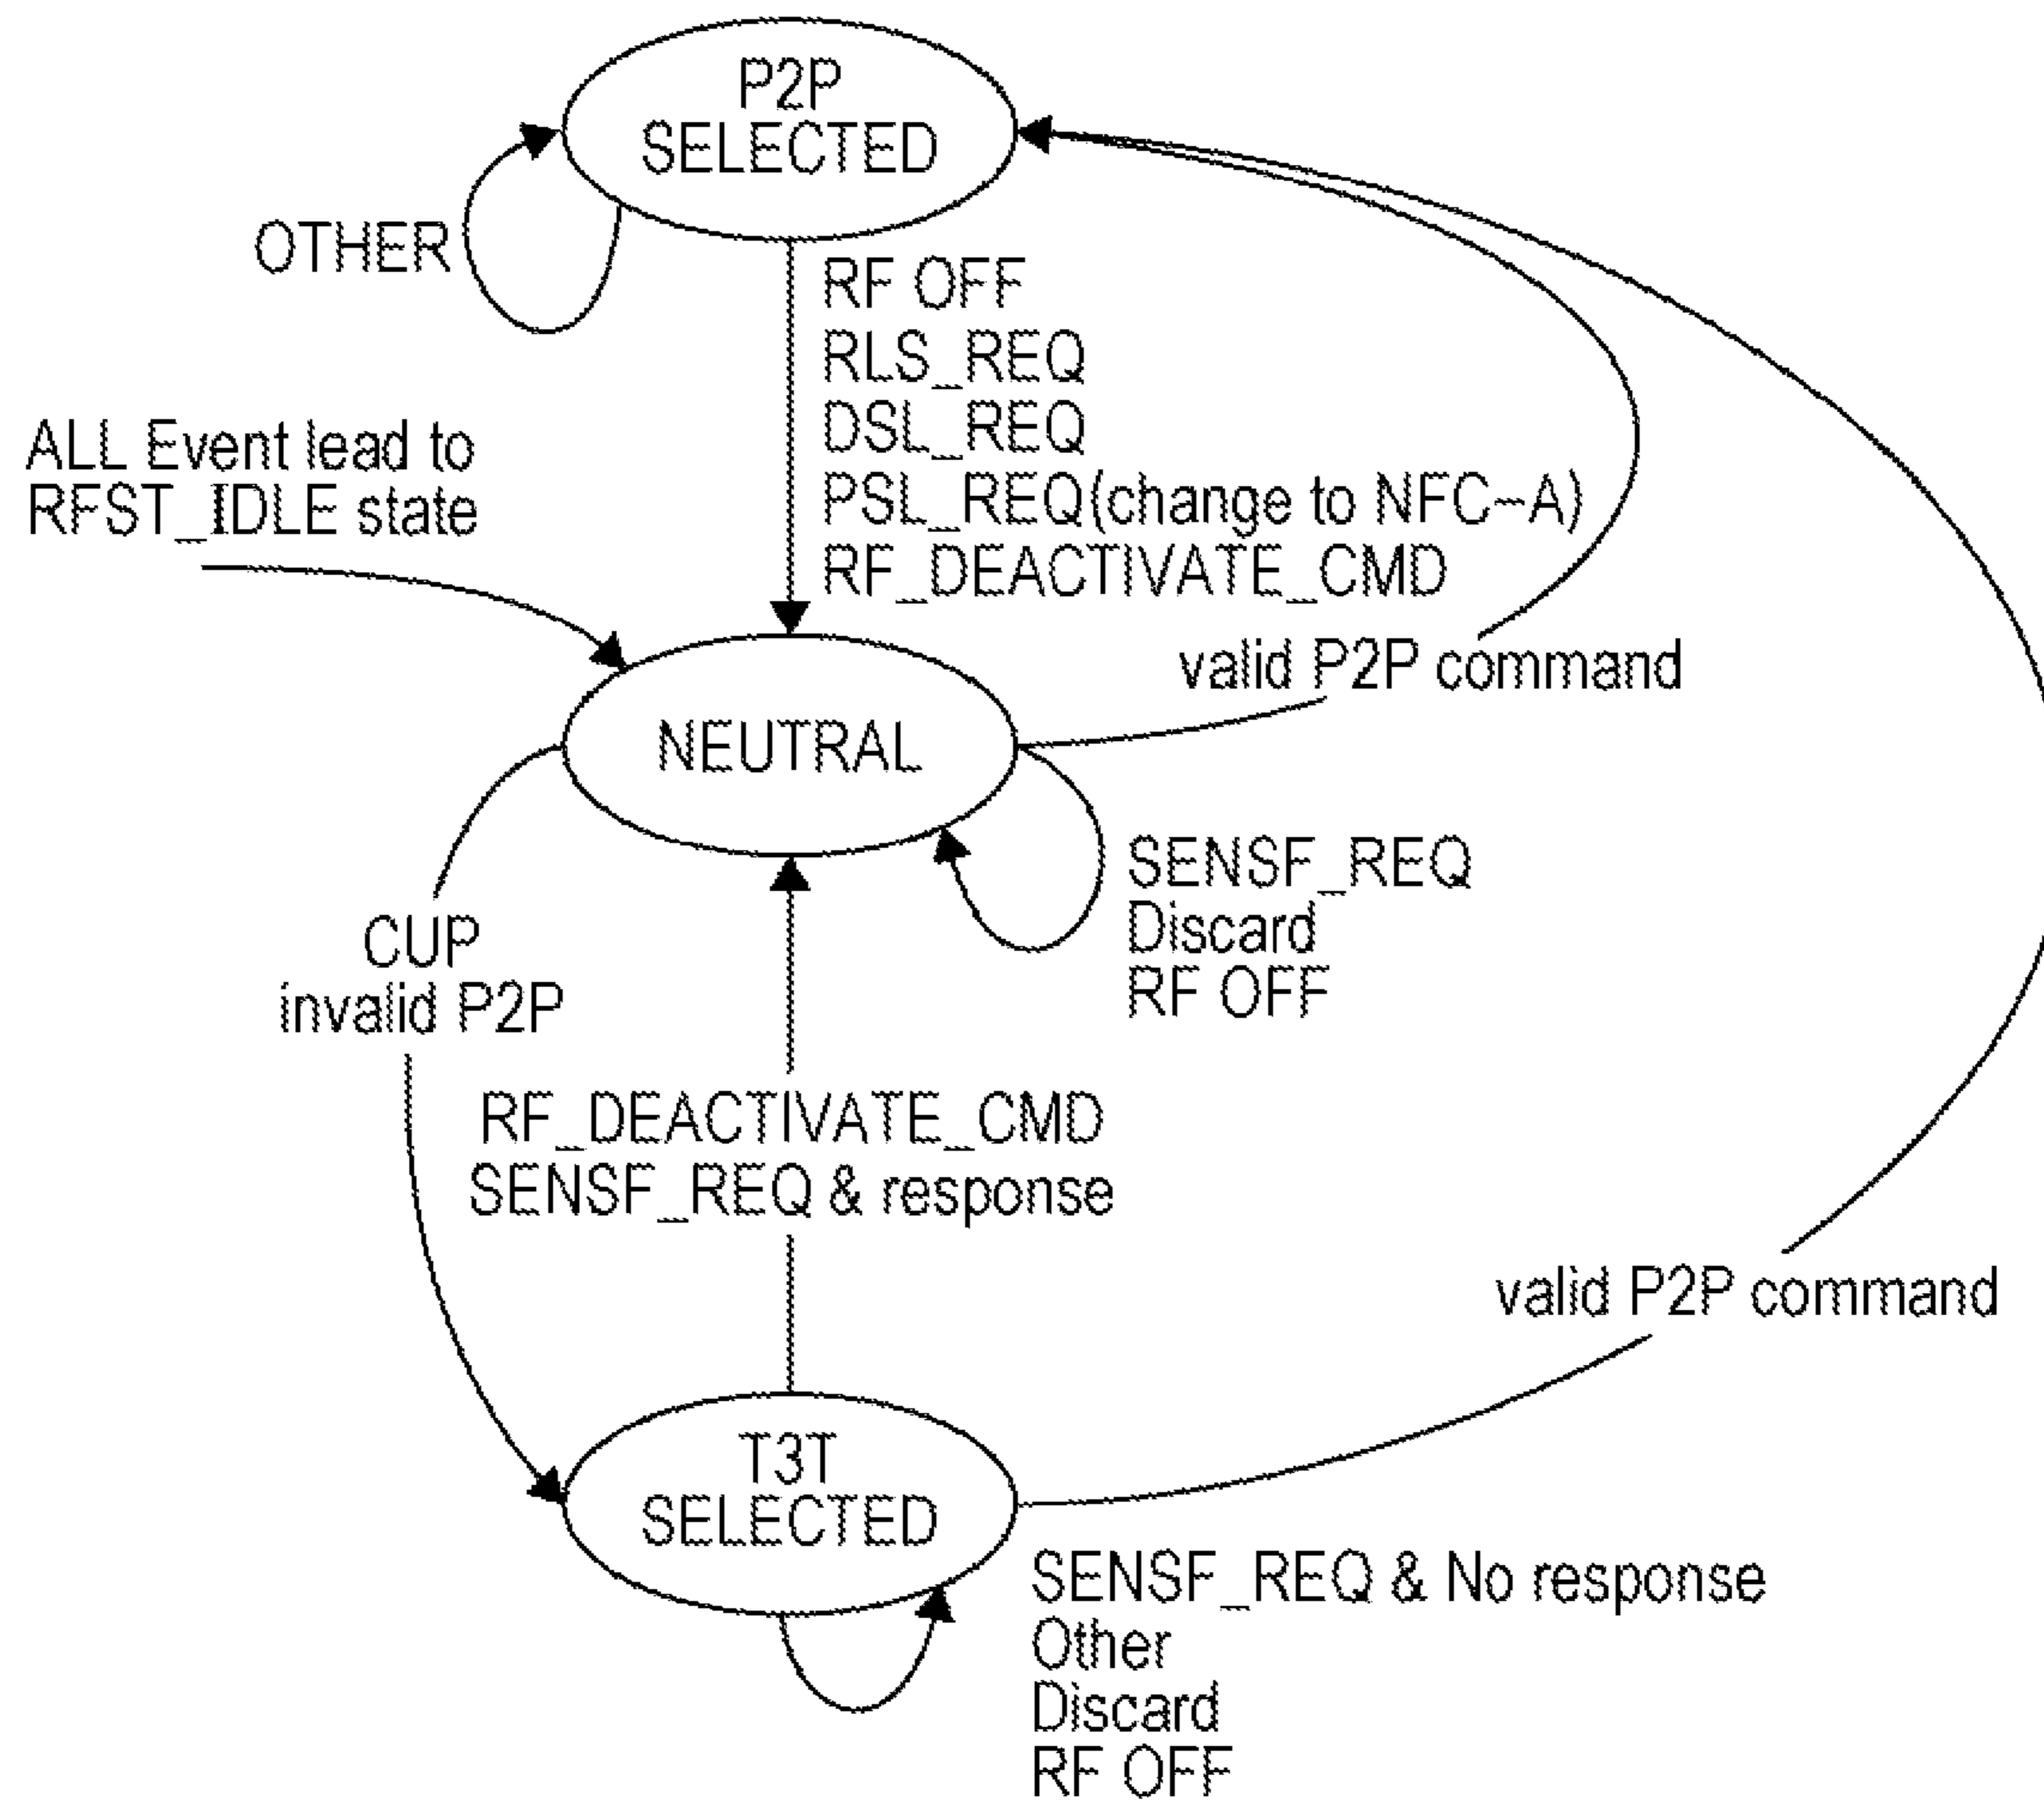 P2P
SELECTED
OTHER
RF OFF
RLS_REQ
DSL_REQ
PSL_REQ(change to NFC-A)
RF_DEACTIVATE_CMD
ALL Event lead to
RFST_IDLE state
valid P2P command
NEUTRAL
SENSF_REQ
Discard
RF OFF
CUP
invalid P2P
RF_DEACTIVATE_CMD
SENSF_REQ & response
valid P2P command
T3T
SELECTED
SENSF_REQ & No response
Other
Discard
RF OFF